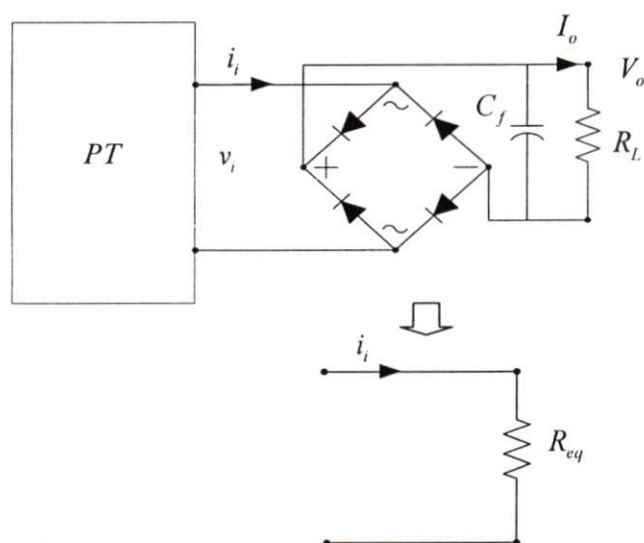 I_o
i_i
V_o
C_f
PT
v_i
R_L
+
−
~
~
i_i
R_eq